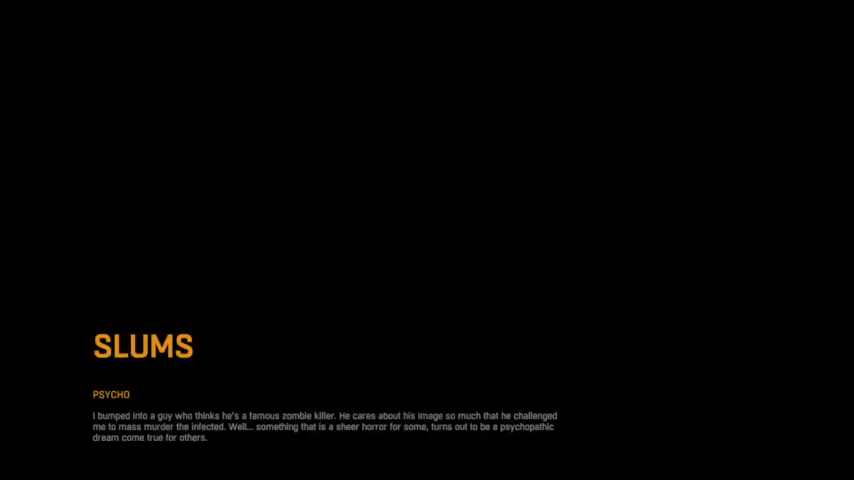 SLUMS
PSYCHO
I bumped into a guy who thinks he's a famous zombie killer. He cares about his image so much that he challenged
me to mass murder the infected. Well... something that is a sheer horror for some, turns out to be a psychopathic
dream come true for others.